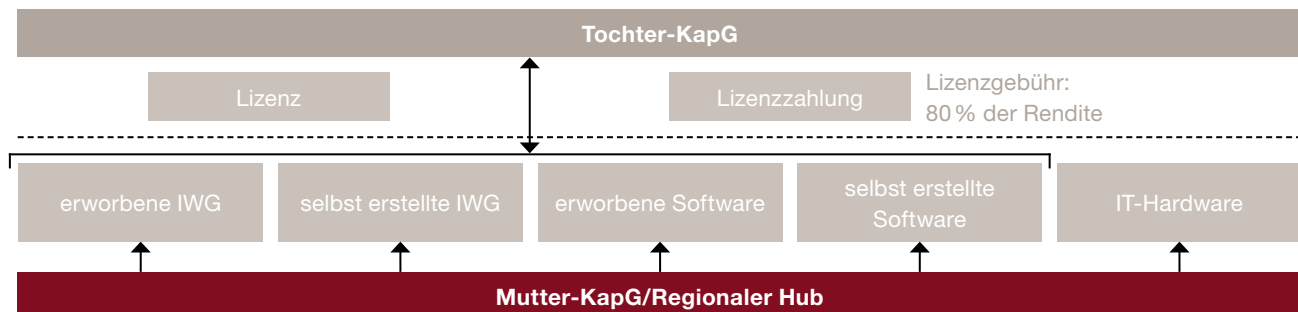 Tochter-KapG
Lizenz
Lizenzzahlung
Lizenzgebühr:
80 % der Rendite
erworbene IWG
selbst erstellte IWG
erworbene Software
selbst erstellte
Software
IT-Hardware
Mutter-KapG/Regionaler Hub